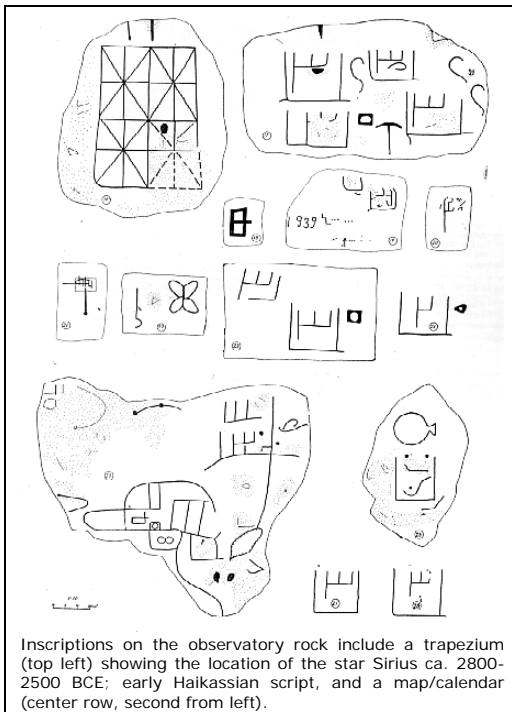 939
Inscriptions on the observatory rock include a trapezium
(top left) showing the location of the star Sirius ca. 2800-
2500 BCE; early Haikassian script, and a map/calendar
(center row, second from left).